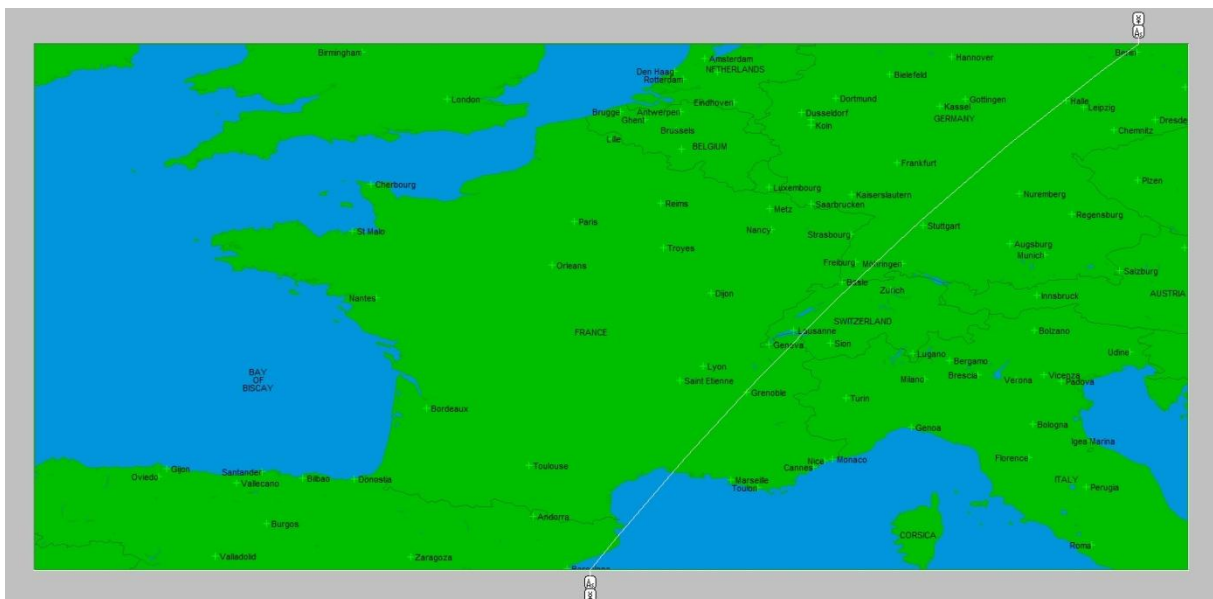 As
Birmingham
Berlin
Hannover
Amsterdam
NETHERLANDS
Den Haag
Rotterdam
Bielefeld
London
Eindhoven
Dortmund
Gottingen
Kassel
Halle
Leipzig
Brugge
Antwerpen
Ghent
Dusseldorf
Koln
GERMANY
Dresde
Brussels
Chemnitz
Lille
BELGIUM
Frankfurt
Plzen
Cherbourg
Luxembourg
Kaiserslautern
Nuremberg
Reims
Metz
Saarbrucken
Regensburg
Paris
Nancy
Strasbourg
Stuttgart
St Malo
Troyes
Augsburg
Munich
Orleans
Freiburg
Mohringen
Salzburg
Basle
Zurich
Nantes
Dijon
Innsbruck
AUSTRIA
FRANCE
Lausanne
SWITZERLAND
Bolzano
Geneva
Sion
Lugano
Bergamo
Udine
BAY
OF
BISCAY
Lyon
Saint Etienne
Milano
Brescia
Verona
Vicenza
Padova
Grenoble
Turin
Bordeaux
Genoa
Bologna
Igea Marina
Toulouse
Nice
Monaco
Cannes
Florence
Gijon
Oviedo
Santander
Vallecano
Bilbao
Donostia
Marseille
Toulon
ITALY
Perugia
Andorra
Burgos
CORSICA
Roma
Valladolid
Zaragoza
As